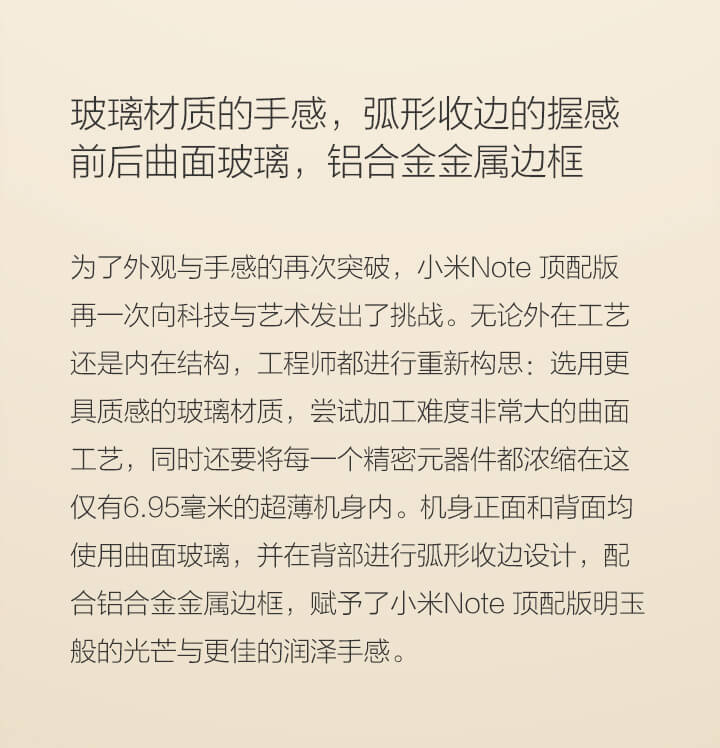 玻璃材质的手感，弧形收边的握感
前后曲面玻璃，铝合金金属边框
为了外观与手感的再次突破，小米Note 顶配版
再一次向科技与艺术发出了挑战。无论外在工艺
还是内在结构，工程师都进行重新构思：选用更
具质感的玻璃材质，尝试加工难度非常大的曲面
工艺，同时还要将每一个精密元器件都浓缩在这
仅有6.95毫米的超薄机身内。机身正面和背面均
使用曲面玻璃，并在背部进行弧形收边设计，配
合铝合金金属边框，赋予了小米Note 顶配版明玉
般的光芒与更佳的润泽手感。